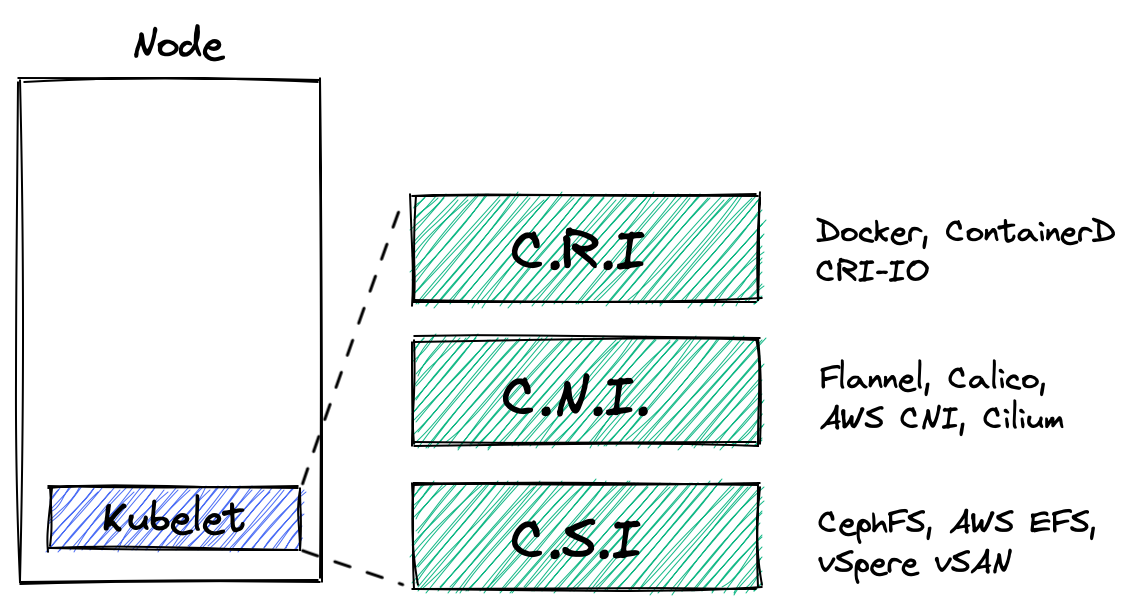 Node
Kubelet
C.R.I
Docker, ContainerD
CRI-IO
C.N.I.
Flannel, Calico,
AWS CNI, Cilium
C.S.I
CephFS, AWS EFS,
vSpere vSAN